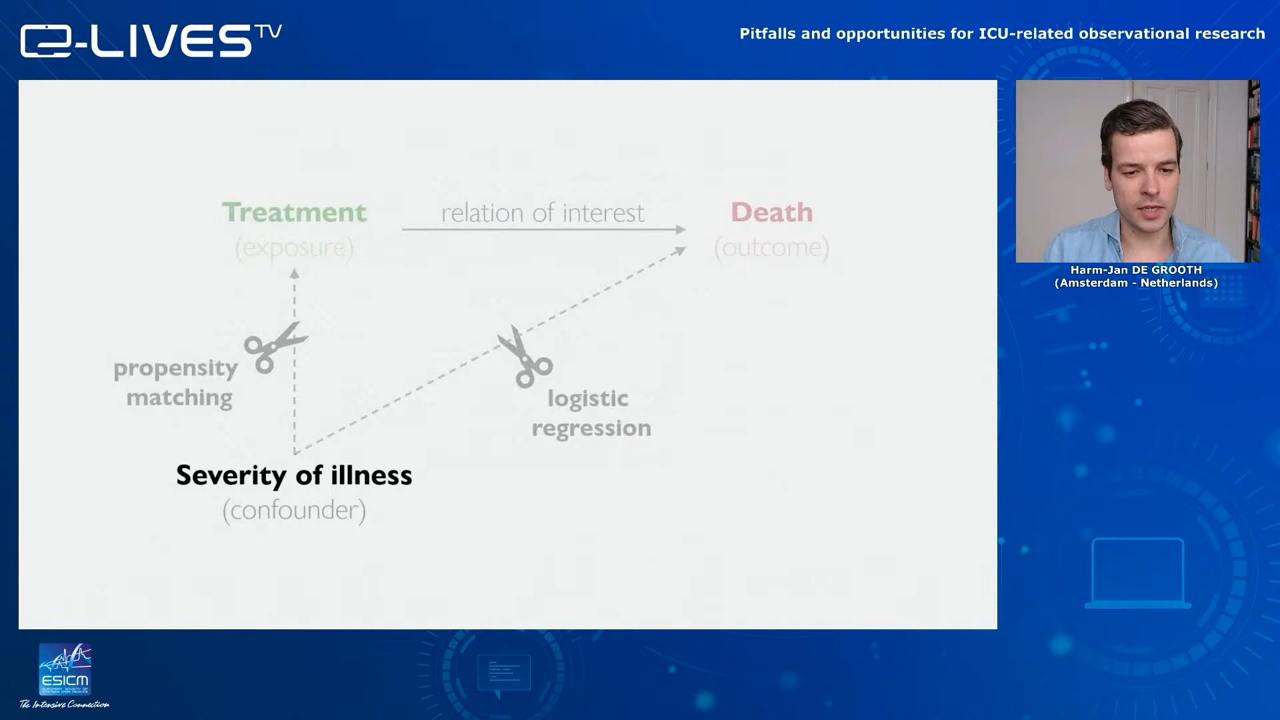 e-LIVES TV
Pitfalls and opportunities for ICU-related observational research
Treatment
(exposure)
relation of interest
Death
(outcome)
propensity
matching
logistic
regression
Severity of illness
(confounder)
Harm-Jan DE GROOTH
(Amsterdam - Netherlands)
ESICM
The Intensive Connection